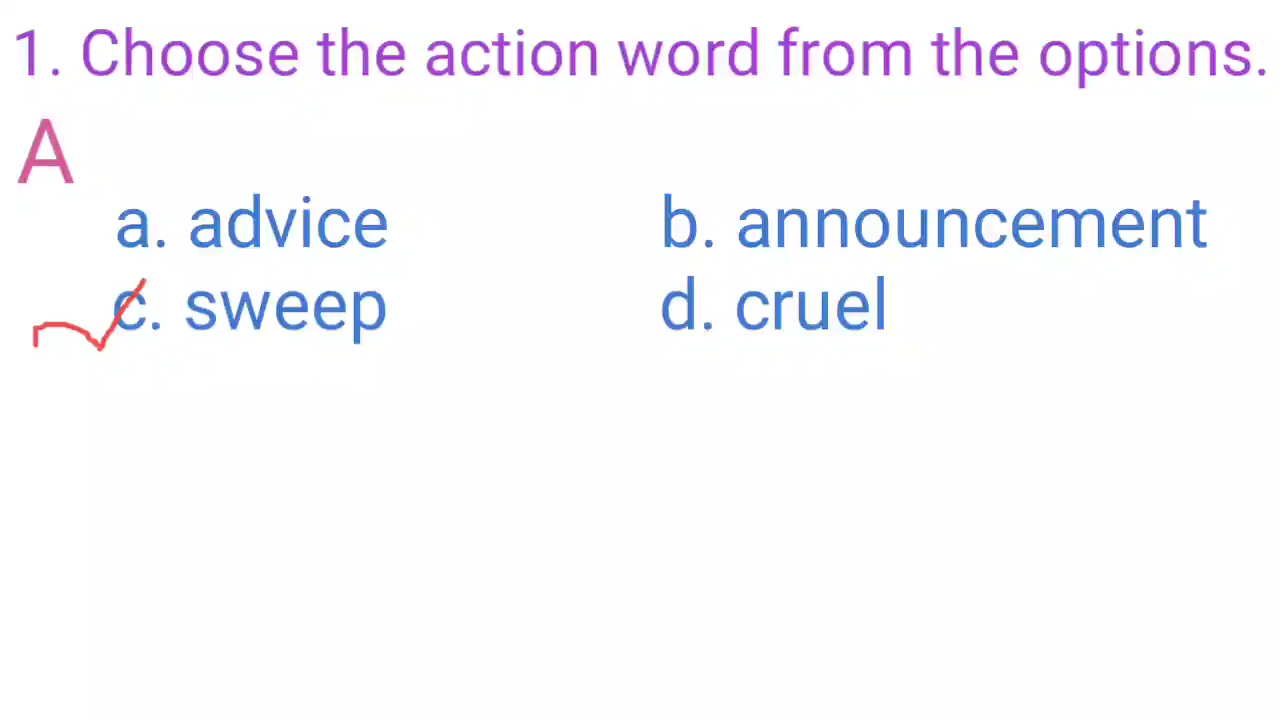 1. Choose the action word from the options.
A
a. advice b. announcement
c. sweep d. cruel